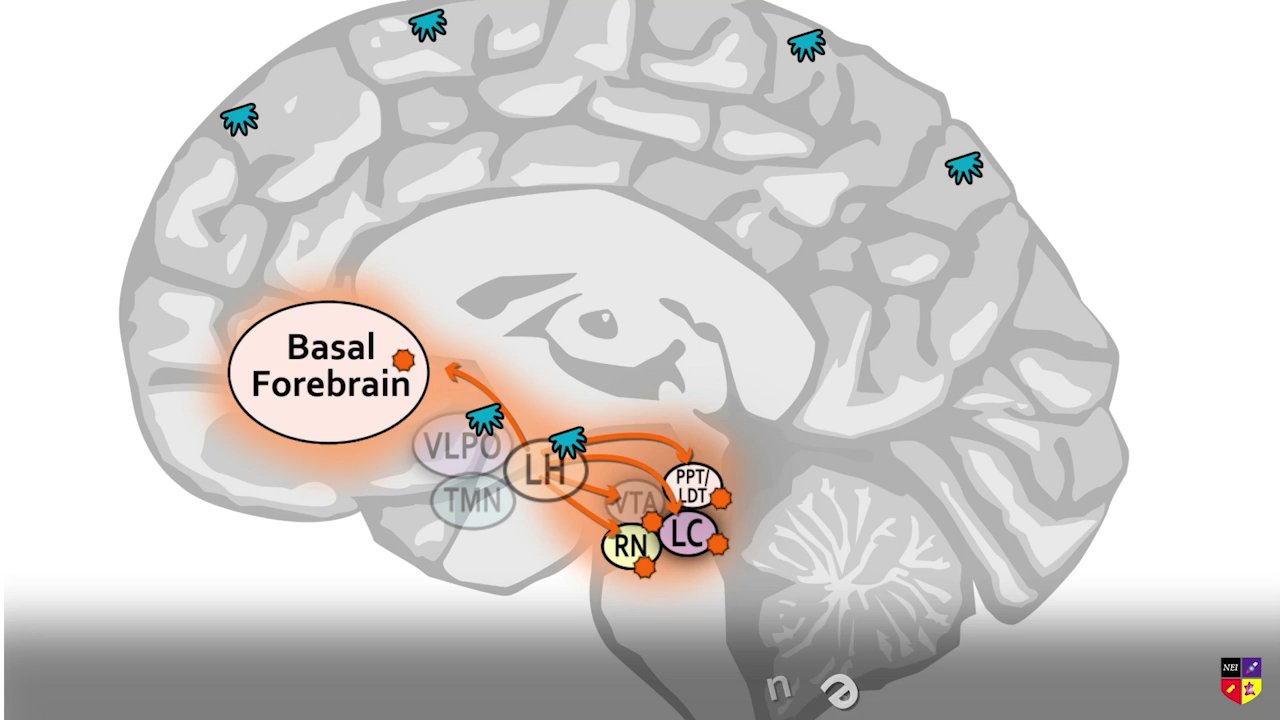 Basal
Forebrain
VLPO
LH
TMN
PPT/
LDT
VTA
LC
RN
u e
NEI